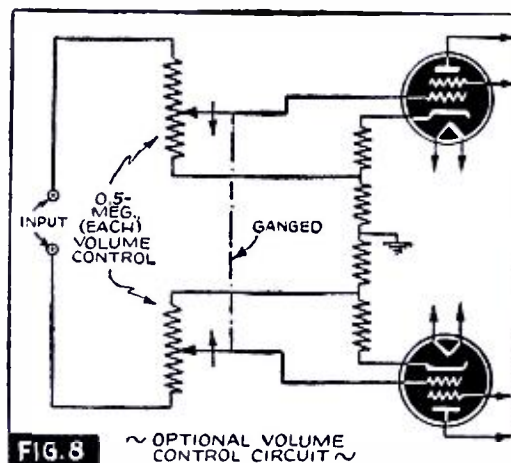 INPUT
0.5-
MEG.,
(EACH)
VOLUME
CONTROL
GANGED
FIG. 8
~ OPTIONAL VOLUME
CONTROL CIRCUIT ~